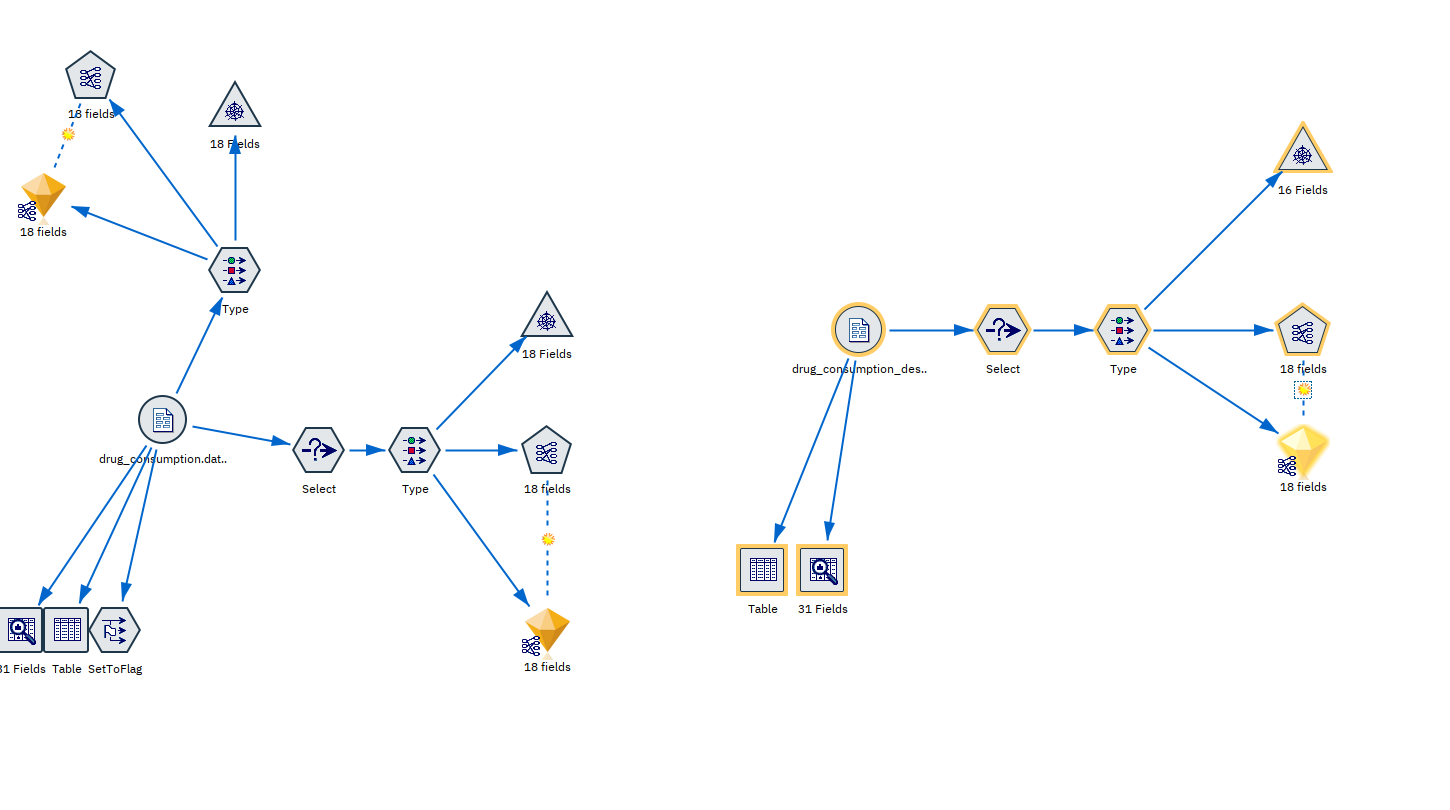 18 fields
18 Fields
18 fields
Type
18 Fields
drug_consumption.dat..
Select
Type
18 fields
31 Fields
Table
SetToFlag
18 fields
16 Fields
drug_consumption_des..
Select
Type
18 fields
18 fields
Table
31 Fields